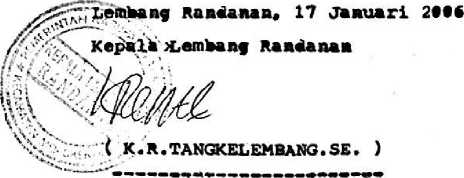 Lembang Randanan, 17 Januari 2006
Kepala Lembang Randanan
( K.R.TANGKELEMBANG.SE. )